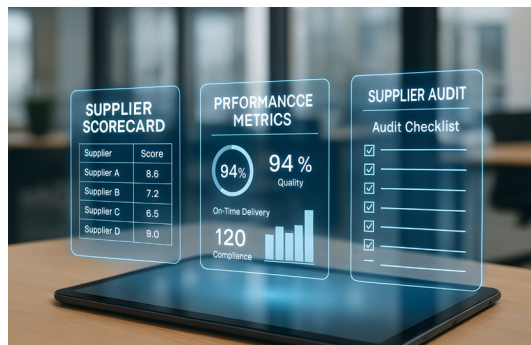 SUPPLIER
SCORECARD
Supplier Score
Supplier A 8.6
Supplier B 7.2
Supplier C 6.5
Supplier D 9.0
PRFORMANCCE
METRICS
94%
94 %
Quality
On-Time Delivery
120
Compliance
SUPPLIER AUDIT
Audit Checklist